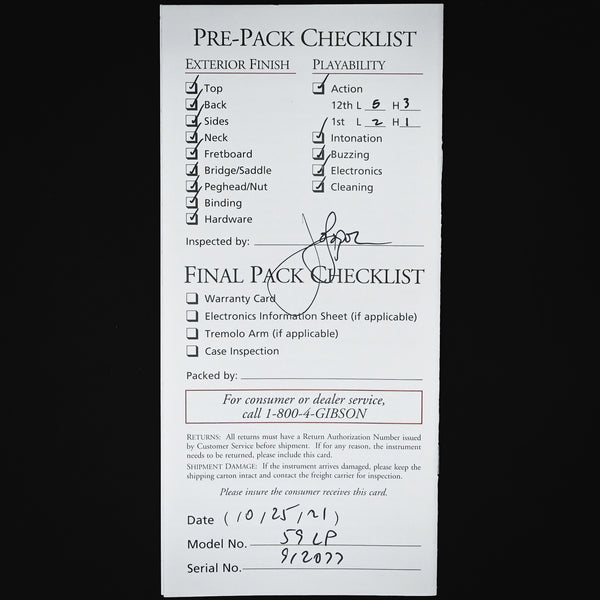 PRE-PACK CHECKLIST
EXTERIOR FINISH
Top
Back
Sides
Neck
Fretboard
Bridge/Saddle
Peghead/Nut
Binding
Hardware
PLAYABILITY
Action
12th L 5 H 3
1st L 2 H 1
Intonation
Buzzing
Electronics
Cleaning
Inspected by:
FINAL PACK CHECKLIST
Warranty Card
Electronics Information Sheet (if applicable)
Tremolo Arm (if applicable)
Case Inspection
Packed by:
For consumer or dealer service,
call 1-800-4-GIBSON
RETURNS: All returns must have a Return Authorization Number issued
by Customer Service before shipment. If for any reason, the instrument
needs to be returned, please include this card.
SHIPMENT DAMAGE: If the instrument arrives damaged, please keep the
shipping carton intact and contact the freight carrier for inspection.
Please insure the consumer receives this card.
Date (10/25/21)
Model No. 59 LP
Serial No. 912077